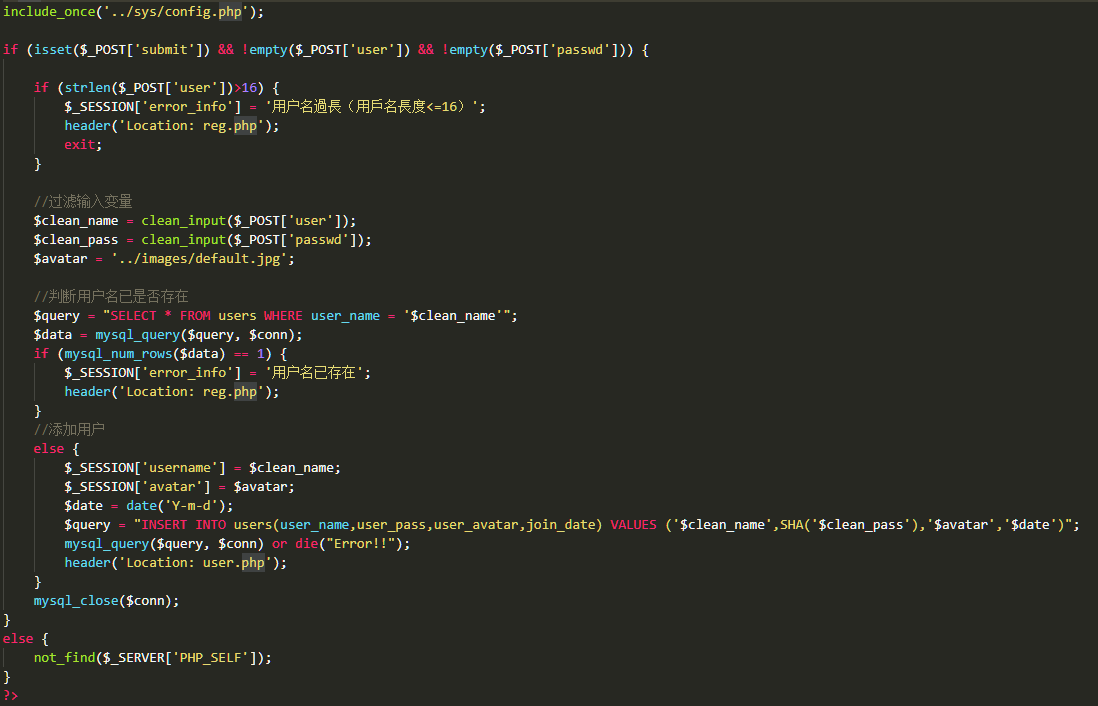 include_once('../sys/config.php');
if (isset($_POST['submit']) && !empty($_POST['user']) && !empty($_POST['passwd'])) {
if (strlen($_POST['user'])>16) {
$_SESSION['error_info'] = '用户名過長（用戶名長度<=16）';
header('Location: reg.php');
exit;
}
//过滤输入变量
$clean_name = clean_input($_POST['user']);
$clean_pass = clean_input($_POST['passwd']);
$avatar = '../images/default.jpg';
//判断用户名已是否存在
$query = "SELECT * FROM users WHERE user_name = '$clean_name'";
$data = mysql_query($query, $conn);
if (mysql_num_rows($data) == 1) {
$_SESSION['error_info'] = '用户名已存在';
header('Location: reg.php');
}
//添加用户
else {
$_SESSION['username'] = $clean_name;
$_SESSION['avatar'] = $avatar;
$date = date('Y-m-d');
$query = "INSERT INTO users(user_name,user_pass,user_avatar,join_date) VALUES ('$clean_name',SHA('$clean_pass'),'$avatar','$date')";
mysql_query($query, $conn) or die("Error!!");
header('Location: user.php');
}
mysql_close($conn);
}
else {
not_find($_SERVER['PHP_SELF']);
}
?>